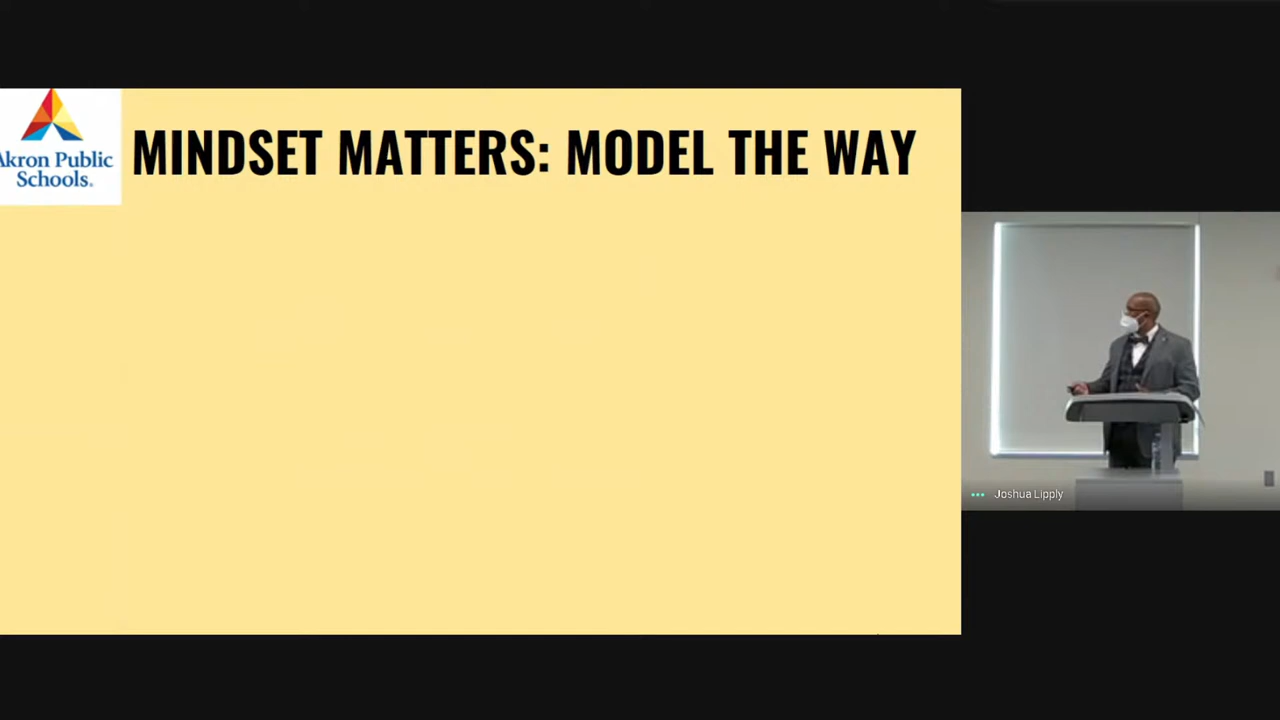 Akron Public
Schools.
MINDSET MATTERS: MODEL THE WAY
Joshua Lipply